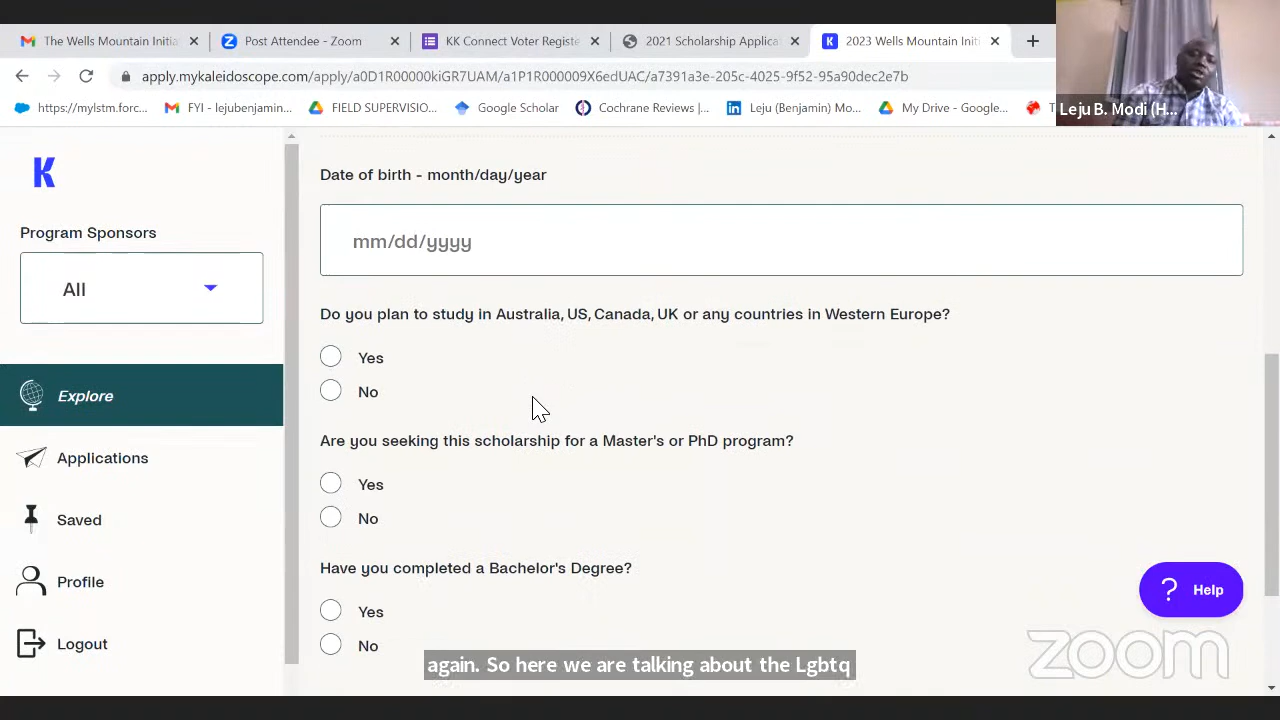 The Wells Mountain Initia
Post Attendee - Zoom
KK Connect Voter Registe
2021 Scholarship Applica
2023 Wells Mountain Initi
apply.mykaleidoscope.com/apply/a0D1R00000kiGR7UAM/a1P1R000009X6edUAC/a7391a3e-205c-4025-9f52-95a90dec2e7b
https://mylstm.forc...
FYI - lejubenjamin...
FIELD SUPERVISIO...
Google Scholar
Cochrane Reviews |...
Leju (Benjamin) Mo...
My Drive - Google...
Leju B. Modi (H...
K
Program Sponsors
All
Explore
Applications
Saved
Profile
Logout
Date of birth - month/day/year
mm/dd/yyyy
Do you plan to study in Australia, US, Canada, UK or any countries in Western Europe?
Yes
No
Are you seeking this scholarship for a Master's or PhD program?
Yes
No
Have you completed a Bachelor's Degree?
Yes
No
? Help
again. So here we are talking about the Lgbtq
zoom